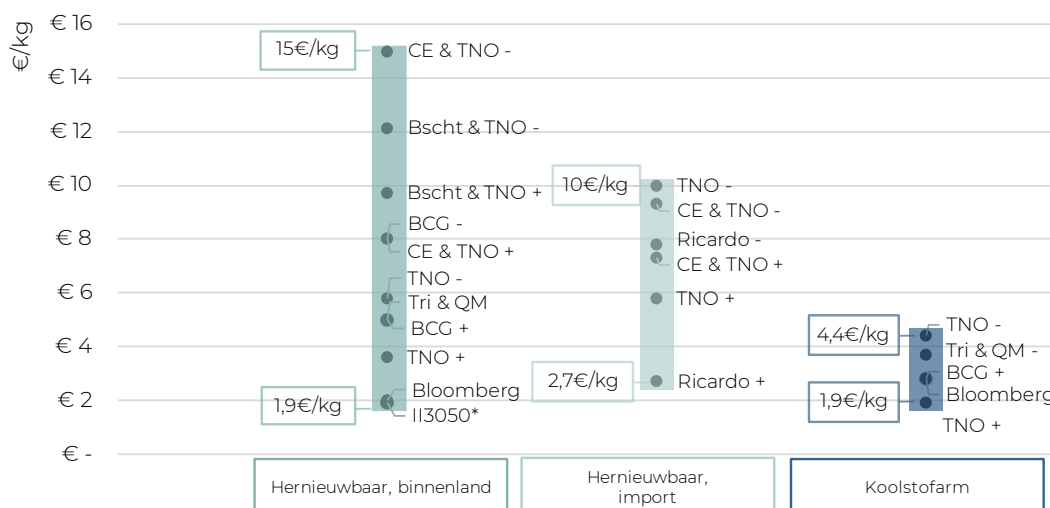 €/kg
€ 16
€ 14
€ 12
€ 10
€ 8
€ 6
€ 4
€ 2
€ -
15€/kg
CE & TNO -
Bscht & TNO -
Bscht & TNO +
BCG -
CE & TNO +
TNO -
Tri & QM
BCG +
TNO +
Bloomberg
II3050*
1,9€/kg
10€/kg
TNO -
CE & TNO -
Ricardo -
CE & TNO +
TNO +
2,7€/kg
Ricardo +
4,4€/kg
TNO -
Tri & QM -
BCG +
Bloomberg
1,9€/kg
TNO +
Hernieuwbaar, binnenland
Hernieuwbaar,
import
Koolstofarm